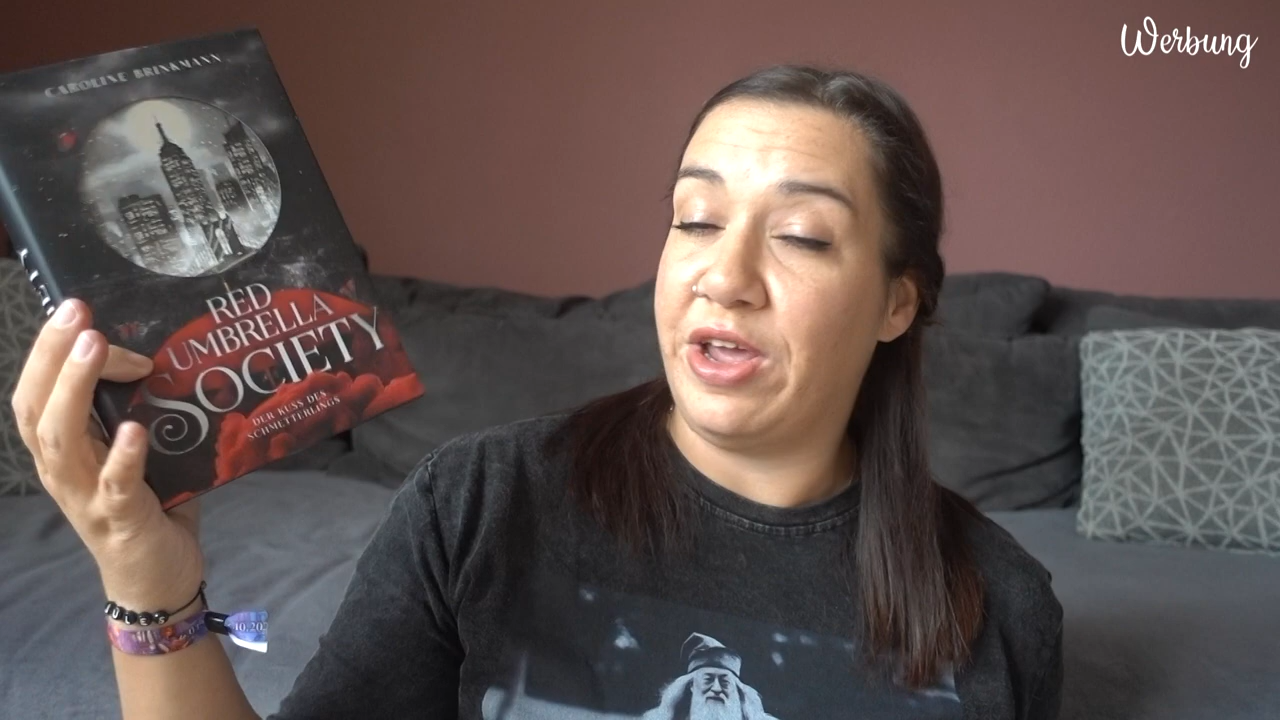 Werbung
CAROLINE BRINKMANN
RED
UMBRELLA
SOCIETY
DER KUSS DES
SCHMETTERLINGS